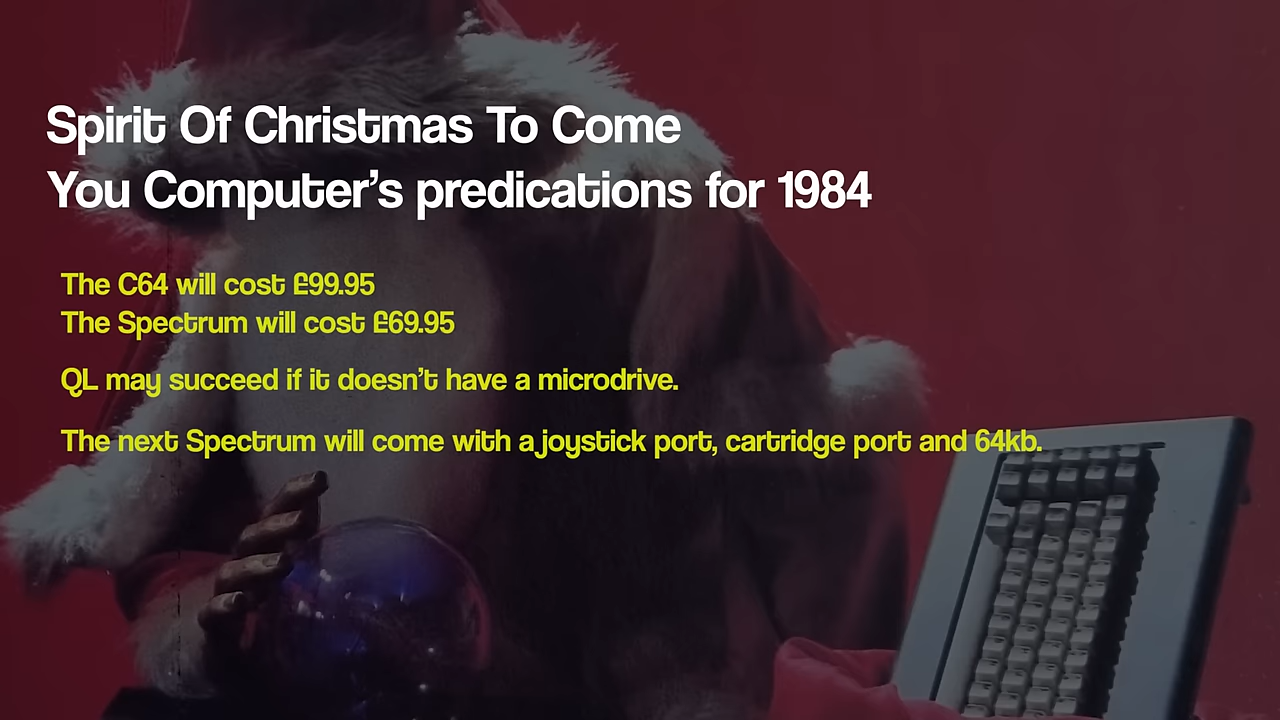 Spirit Of Christmas To Come
You Computer’s predications for 1984
The C64 will cost £99.95
The Spectrum will cost £69.95
QL may succeed if it doesn’t have a microdrive.
The next Spectrum will come with a joystick port, cartridge port and 64kb.